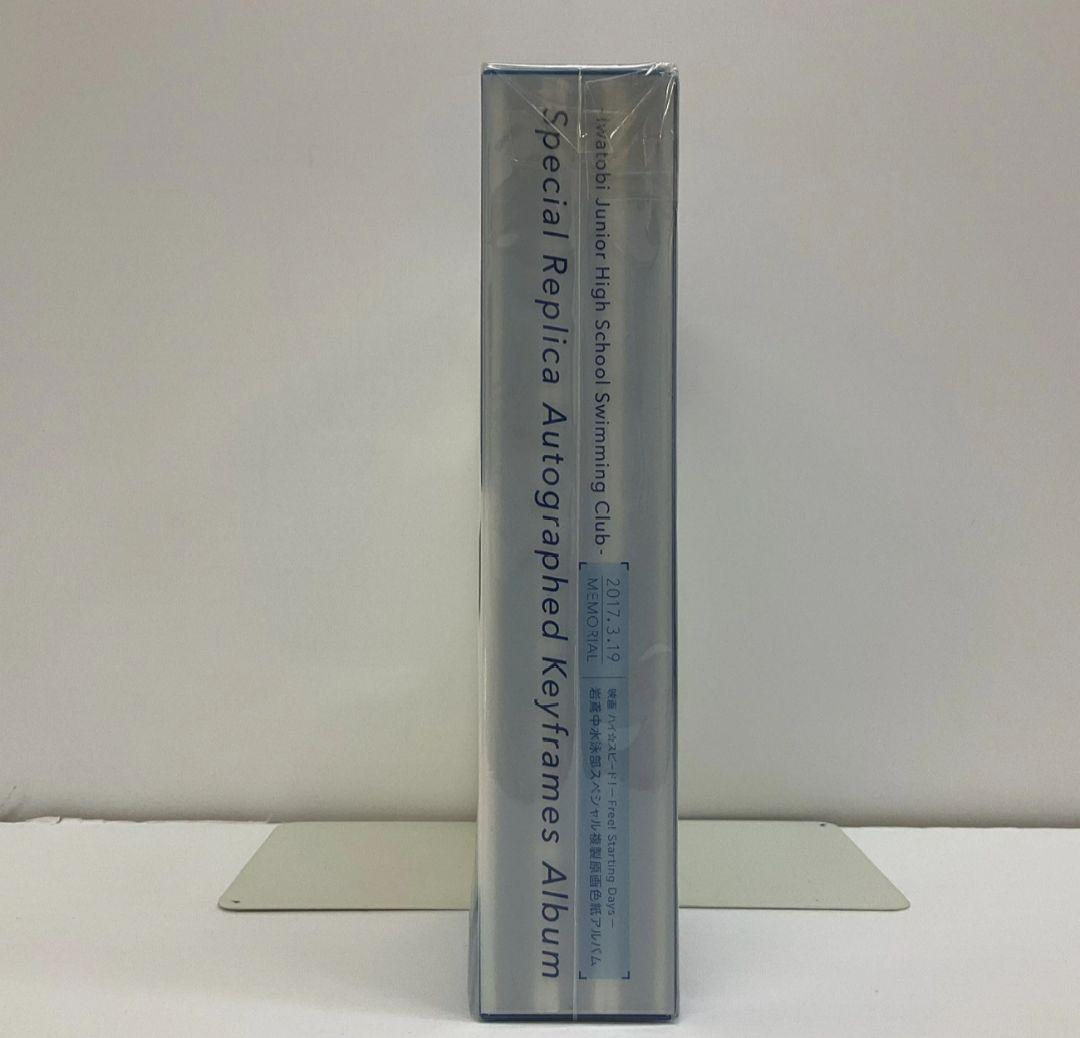 -Iwatobi Junior High School Swimming Club-
Special Replica Autographed Keyframes Album
2017.3.19
MEMORIAL
映画 ハイ☆スピード!－Free! Starting Days－
岩鳶中水泳部スペシャル複製原画色紙アルバム